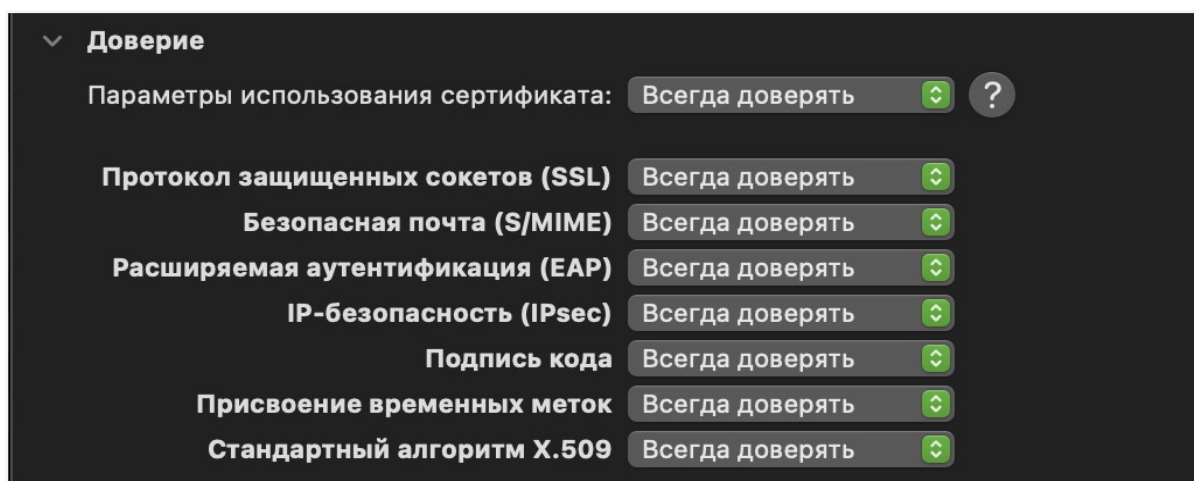 Доверие
Параметры использования сертификата: Всегда доверять ?
Протокол защищенных сокетов (SSL) Всегда доверять
Безопасная почта (S/MIME) Всегда доверять
Расширяемая аутентификация (EAP) Всегда доверять
IP-безопасность (IPsec) Всегда доверять
Подпись кода Всегда доверять
Присвоение временных меток Всегда доверять
Стандартный алгоритм X.509 Всегда доверять